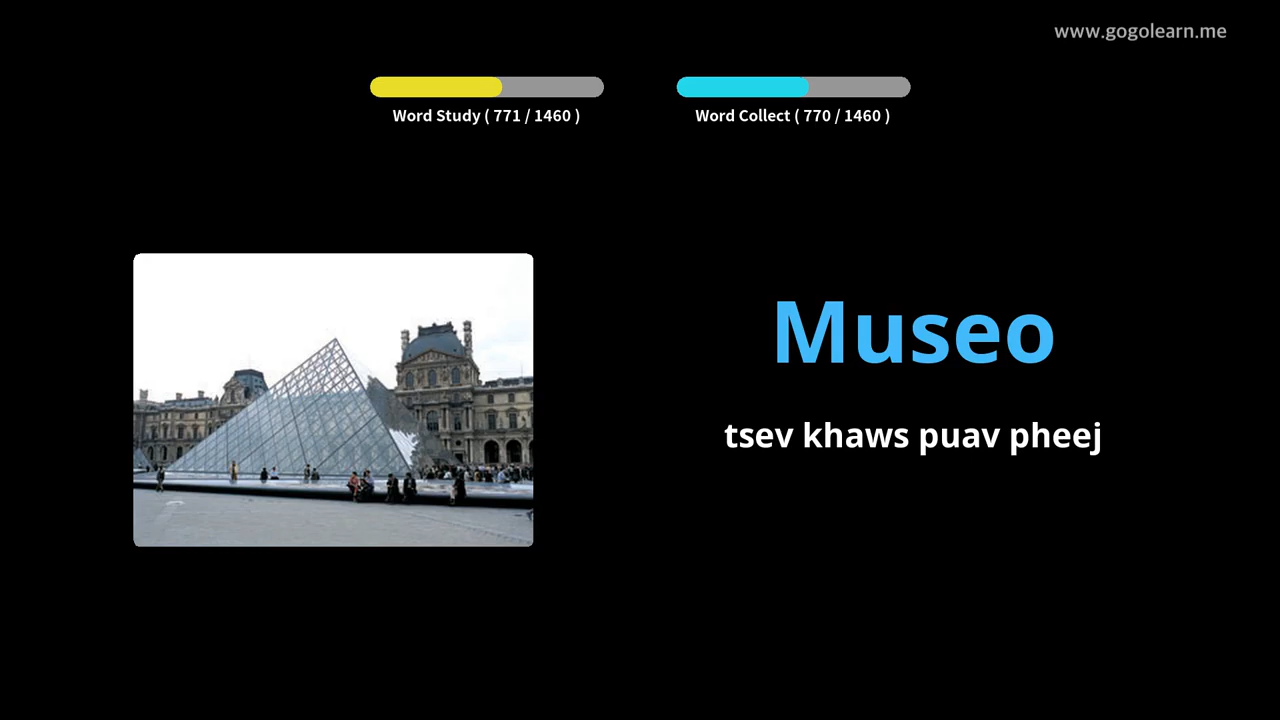 www.gogolearn.me
Word Study ( 771 / 1460 )
Word Collect ( 770 / 1460 )
Museo
tsev khaws puav pheej